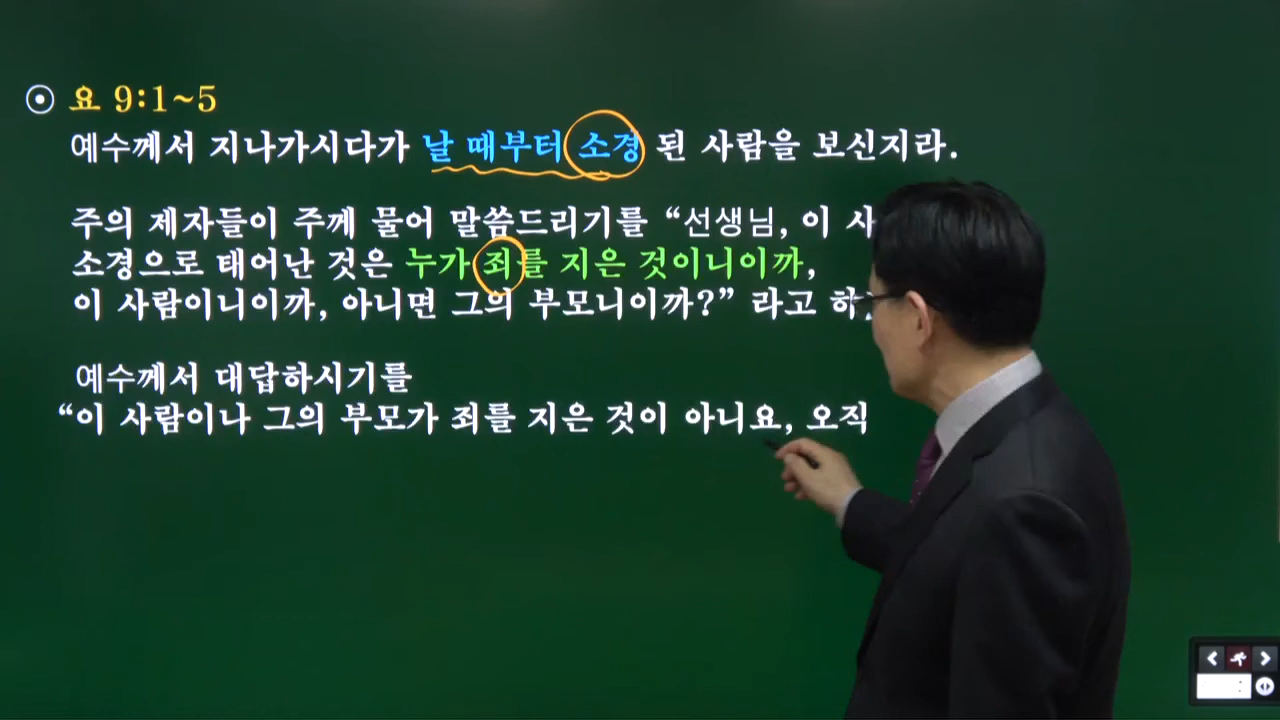 ⊙ 요 9:1~5
예수께서 지나가시다가 날 때부터 소경 된 사람을 보신지라.
주의 제자들이 주께 물어 말씀드리기를 “선생님, 이 사
소경으로 태어난 것은 누가 죄를 지은 것이니이까,
이 사람이니이까, 아니면 그의 부모니이까?” 라고 하
예수께서 대답하시기를
“이 사람이나 그의 부모가 죄를 지은 것이 아니요, 오직